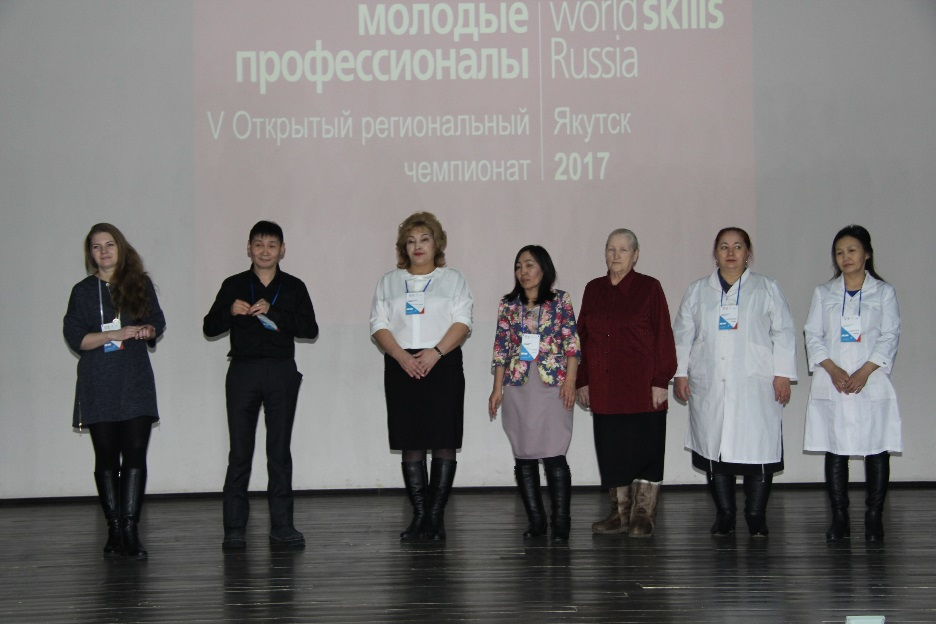 молодые
профессионалы
world skills
Russia
V Открытый региональный
чемпионат
Якутск
2017